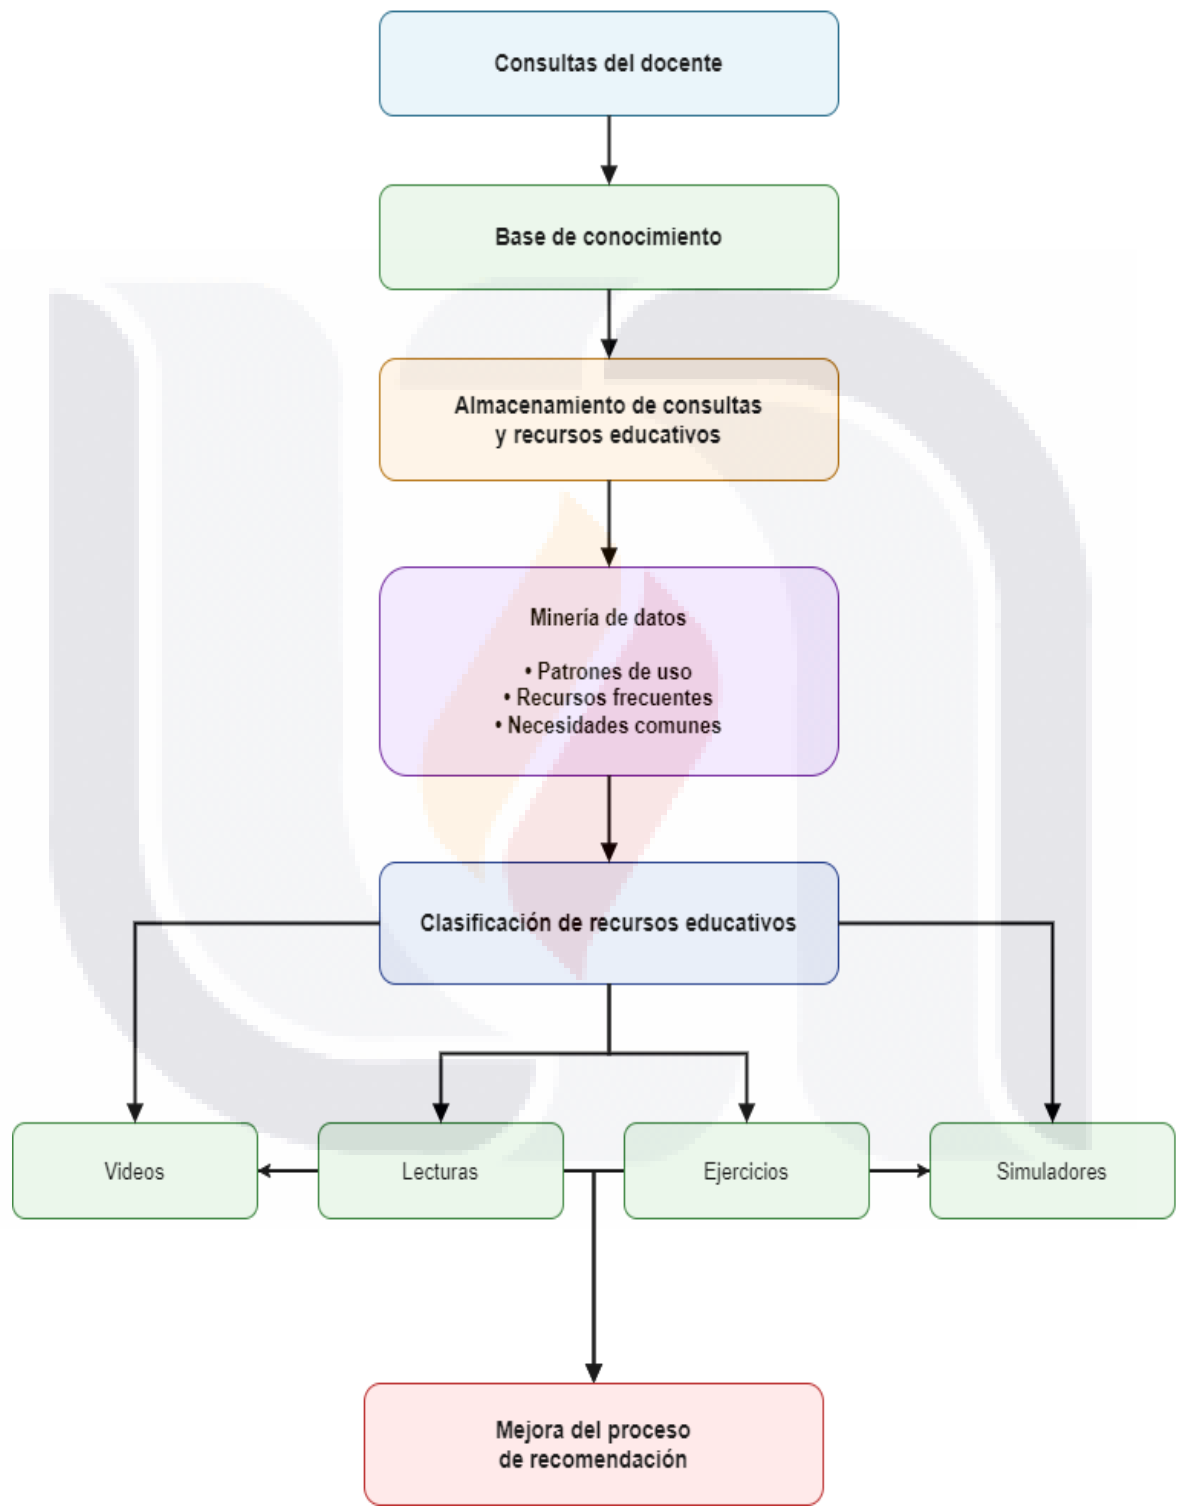 Consultas del docente
Base de conocimiento
Almacenamiento de consultas
y recursos educativos
Minería de datos
• Patrones de uso
• Recursos frecuentes
• Necesidades comunes
Clasificación de recursos educativos
Videos
Lecturas
Ejercicios
Simuladores
Mejora del proceso
de recomendación